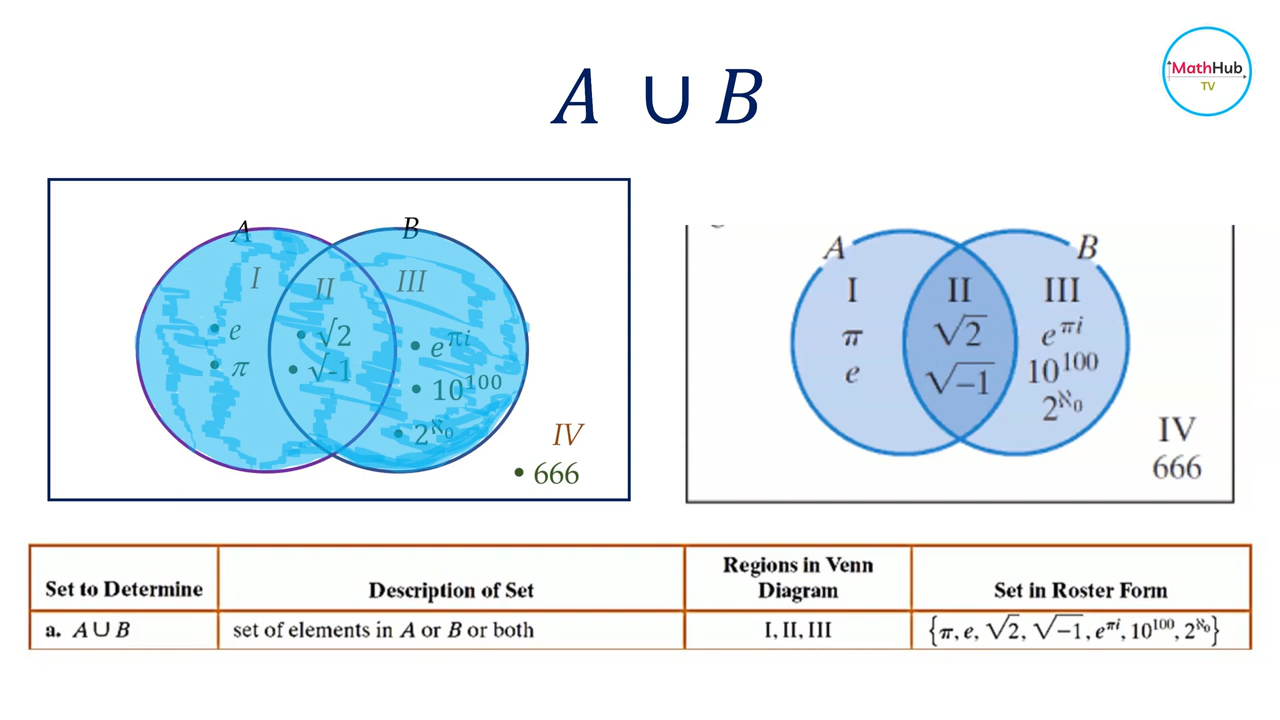 MathHub
TV
A ∪ B
A
B
I
II
III
• e
• π
• √2
• √-1
• e^πi
• 10^100
• 2^ℵ₀
IV
• 666
A
B
I
II
III
π
√2
e^πi
e
√−1
10^100
2^ℵ₀
IV
666
Set to Determine
Description of Set
Regions in Venn
Diagram
Set in Roster Form
a. A ∪ B
set of elements in A or B or both
I, II, III
{π, e, √2, √−1, e^πi, 10^100, 2^ℵ₀}